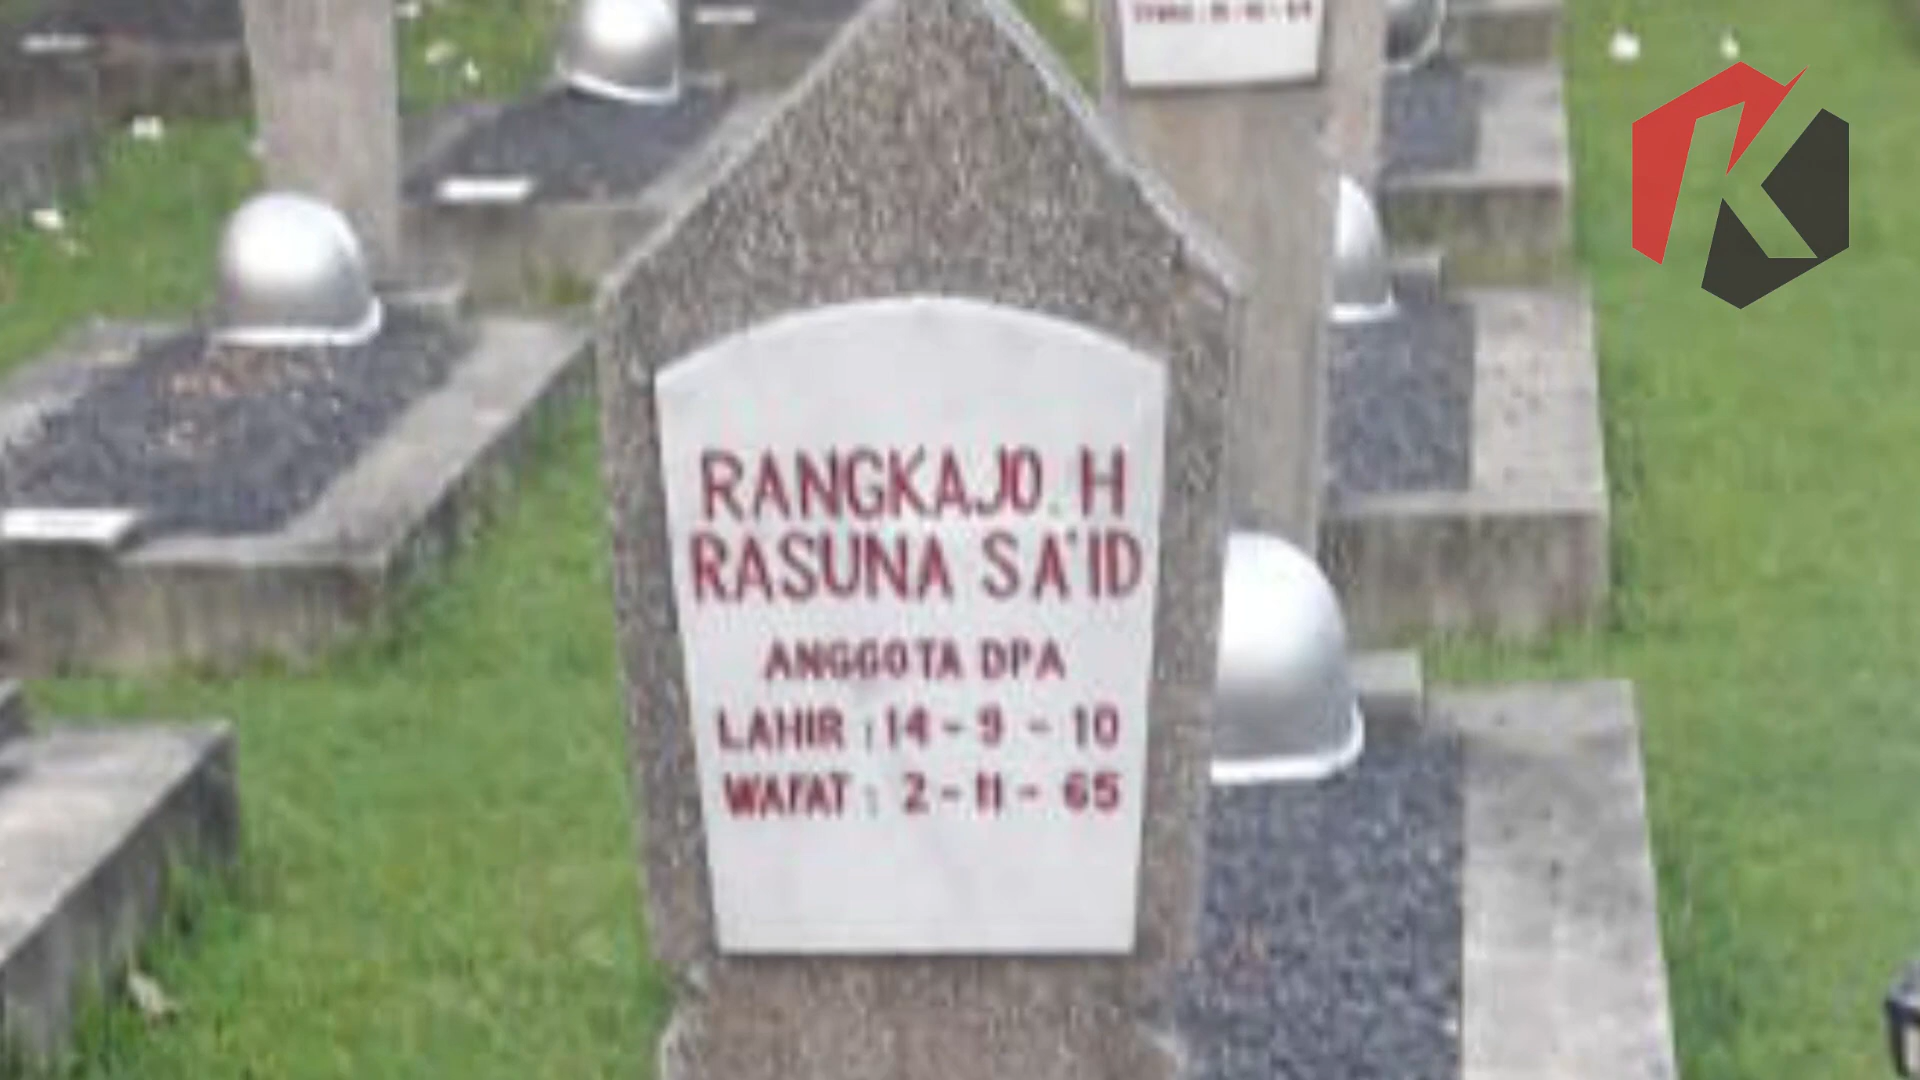 RANGKAJO.H
RASUNA SA'ID
ANGGOTA DPA
LAHIR : 14 - 9 - 10
WAFAT : 2 - 11 - 65